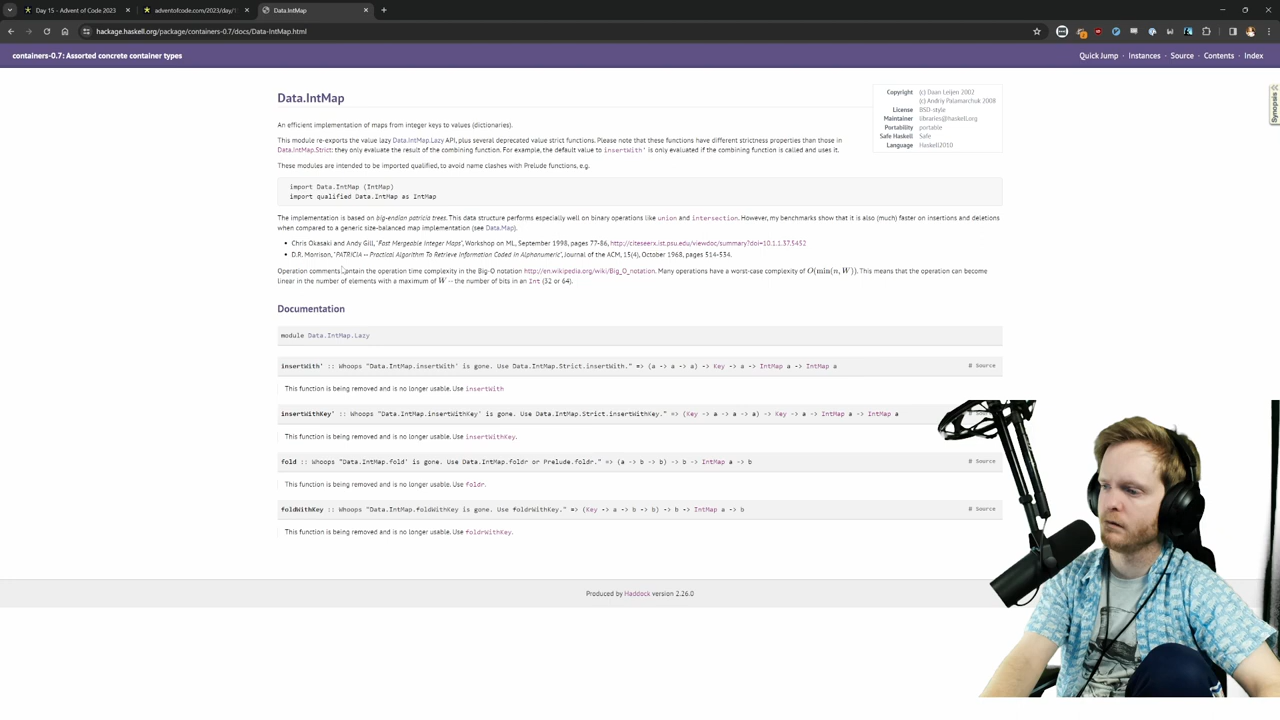 Day 15 - Advent of Code 2023
adventofcode.com/2023/day/
Data.IntMap
hackage.haskell.org/package/containers-0.7/docs/Data-IntMap.html
containers-0.7: Assorted concrete container types
Quick Jump · Instances · Source · Contents · Index
Synopsis
Data.IntMap
Copyright (c) Daan Leijen 2002
(c) Andriy Palamarchuk 2008
License BSD-style
Maintainer libraries@haskell.org
Portability portable
Safe Haskell Safe
Language Haskell2010
An efficient implementation of maps from integer keys to values (dictionaries).
This module re-exports the value lazy Data.IntMap.Lazy API, plus several deprecated value strict functions. Please note that these functions have different strictness properties than those in
Data.IntMap.Strict: they only evaluate the result of the combining function. For example, the default value to insertWith' is only evaluated if the combining function is called and uses it.
These modules are intended to be imported qualified, to avoid name clashes with Prelude functions, e.g.
import Data.IntMap (IntMap)
import qualified Data.IntMap as IntMap
The implementation is based on big-endian patricia trees. This data structure performs especially well on binary operations like union and intersection. However, my benchmarks show that it is also (much) faster on insertions and deletions
when compared to a generic size-balanced map implementation (see Data.Map).
• Chris Okasaki and Andy Gill, "Fast Mergeable Integer Maps", Workshop on ML, September 1998, pages 77-86, http://citeseerx.ist.psu.edu/viewdoc/summary?doi=10.1.1.37.5452
• D.R. Morrison, "PATRICIA -- Practical Algorithm To Retrieve Information Coded In Alphanumeric", Journal of the ACM, 15(4), October 1968, pages 514-534.
Operation comments contain the operation time complexity in the Big-O notation http://en.wikipedia.org/wiki/Big_O_notation. Many operations have a worst-case complexity of O(min(n, W)). This means that the operation can become
linear in the number of elements with a maximum of W -- the number of bits in an Int (32 or 64).
Documentation
module Data.IntMap.Lazy
insertWith' :: Whoops "Data.IntMap.insertWith' is gone. Use Data.IntMap.Strict.insertWith." => (a -> a -> a) -> Key -> a -> IntMap a -> IntMap a # Source
This function is being removed and is no longer usable. Use insertWith
insertWithKey' :: Whoops "Data.IntMap.insertWithKey' is gone. Use Data.IntMap.Strict.insertWithKey." => (Key -> a -> a -> a) -> Key -> a -> IntMap a -> IntMap a
This function is being removed and is no longer usable. Use insertWithKey.
fold :: Whoops "Data.IntMap.fold' is gone. Use Data.IntMap.foldr or Prelude.foldr." => (a -> b -> b) -> b -> IntMap a -> b # Source
This function is being removed and is no longer usable. Use foldr.
foldWithKey :: Whoops "Data.IntMap.foldWithKey is gone. Use foldrWithKey." => (Key -> a -> b -> b) -> b -> IntMap a -> b # Source
This function is being removed and is no longer usable. Use foldrWithKey.
Produced by Haddock version 2.26.0